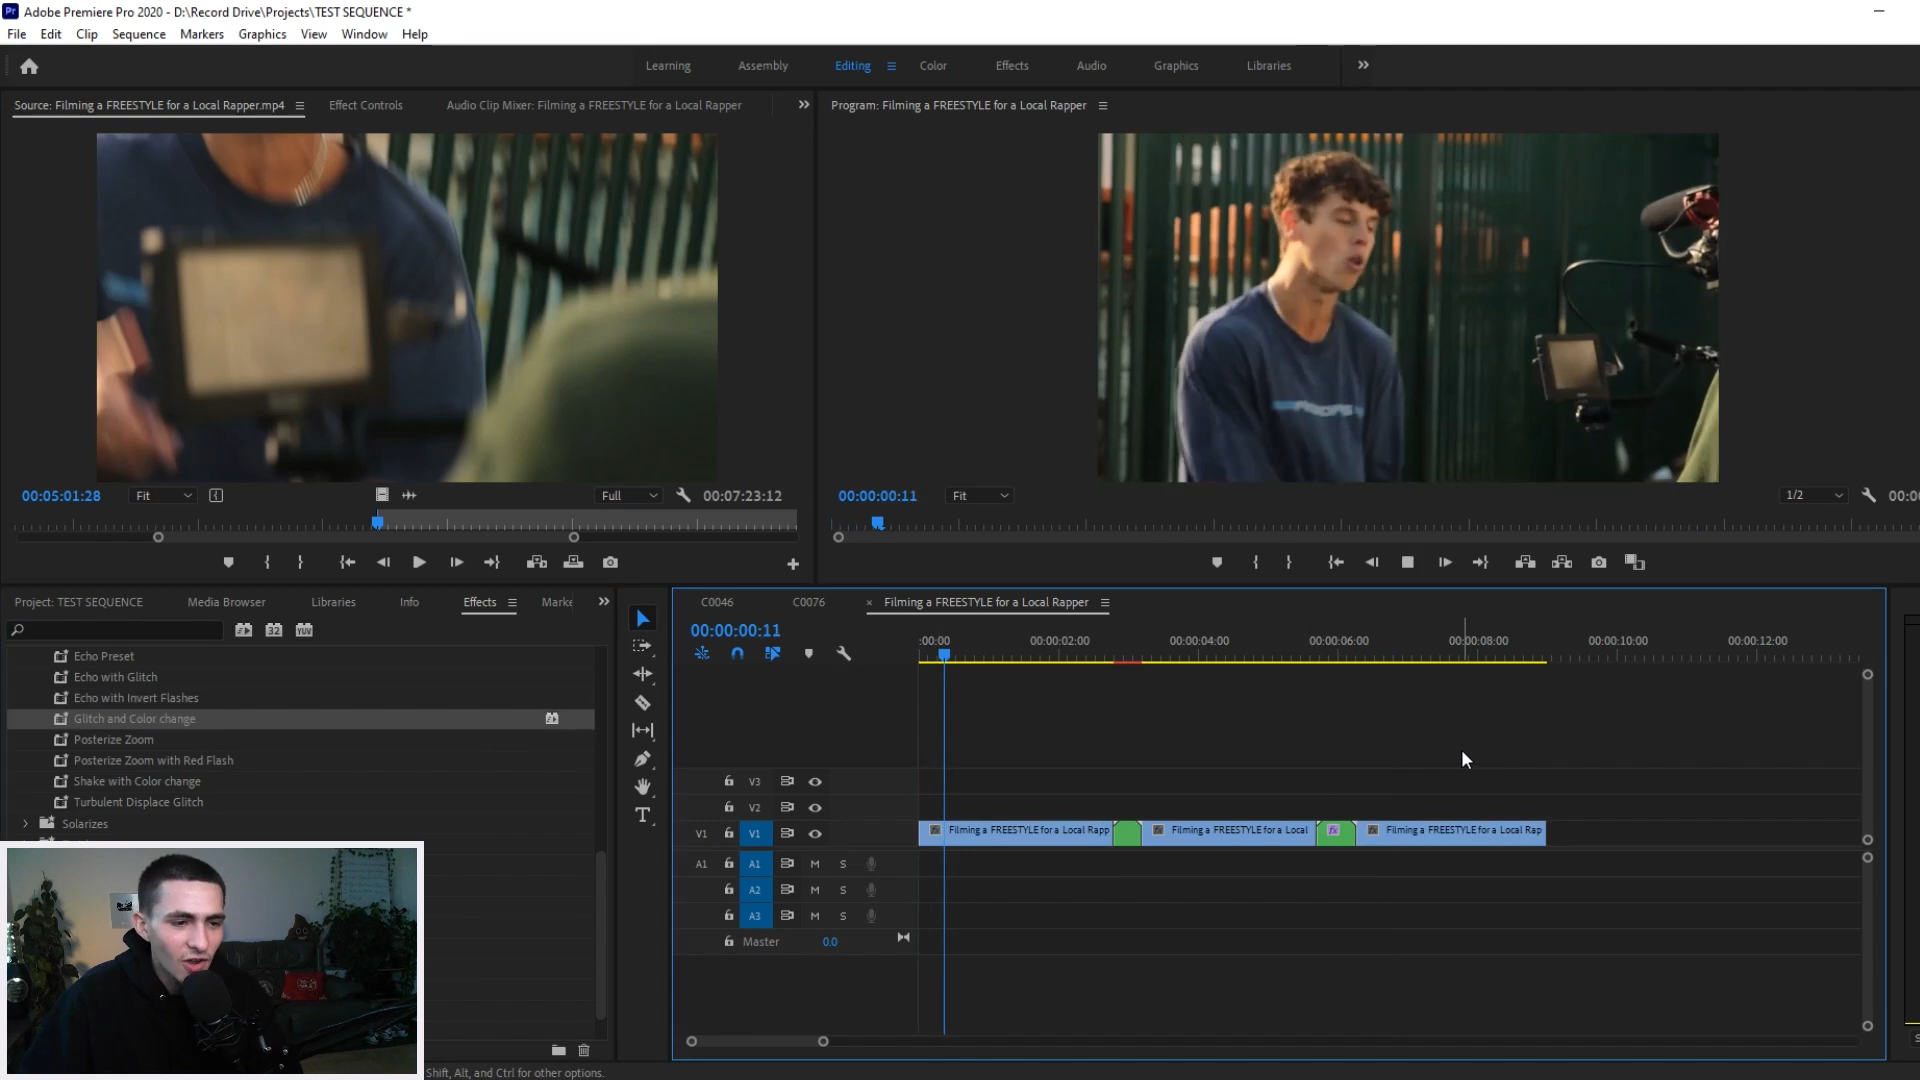 Pr Adobe Premiere Pro 2020 - D:\Record Drive\Projects\TEST SEQUENCE *
File Edit Clip Sequence Markers Graphics View Window Help
Learning Assembly Editing Color Effects Audio Graphics Libraries
Source: Filming a FREESTYLE for a Local Rapper.mp4 Effect Controls Audio Clip Mixer: Filming a FREESTYLE for a Local Rapper
Program: Filming a FREESTYLE for a Local Rapper
00:05:01:28 Fit Full 00:07:23:12
00:00:00:11 Fit 1/2 00:0
Project: TEST SEQUENCE Media Browser Libraries Info Effects Marke
32 YUV
Echo Preset
Echo with Glitch
Echo with Invert Flashes
Glitch and Color change
Posterize Zoom
Posterize Zoom with Red Flash
Shake with Color change
Turbulent Displace Glitch
Solarizes
C0046 C0076 × Filming a FREESTYLE for a Local Rapper
00:00:00:11
:00:00 00:00:02:00 00:00:04:00 00:00:06:00 00:00:08:00 00:00:10:00 00:00:12:00
V3
V2
V1 V1 fx Filming a FREESTYLE for a Local Rapp fx Filming a FREESTYLE for a Local fx fx Filming a FREESTYLE for a Local Rap
A1 A1 M S
A2 M S
A3 M S
Master 0.0
Shift, Alt, and Ctrl for other options.